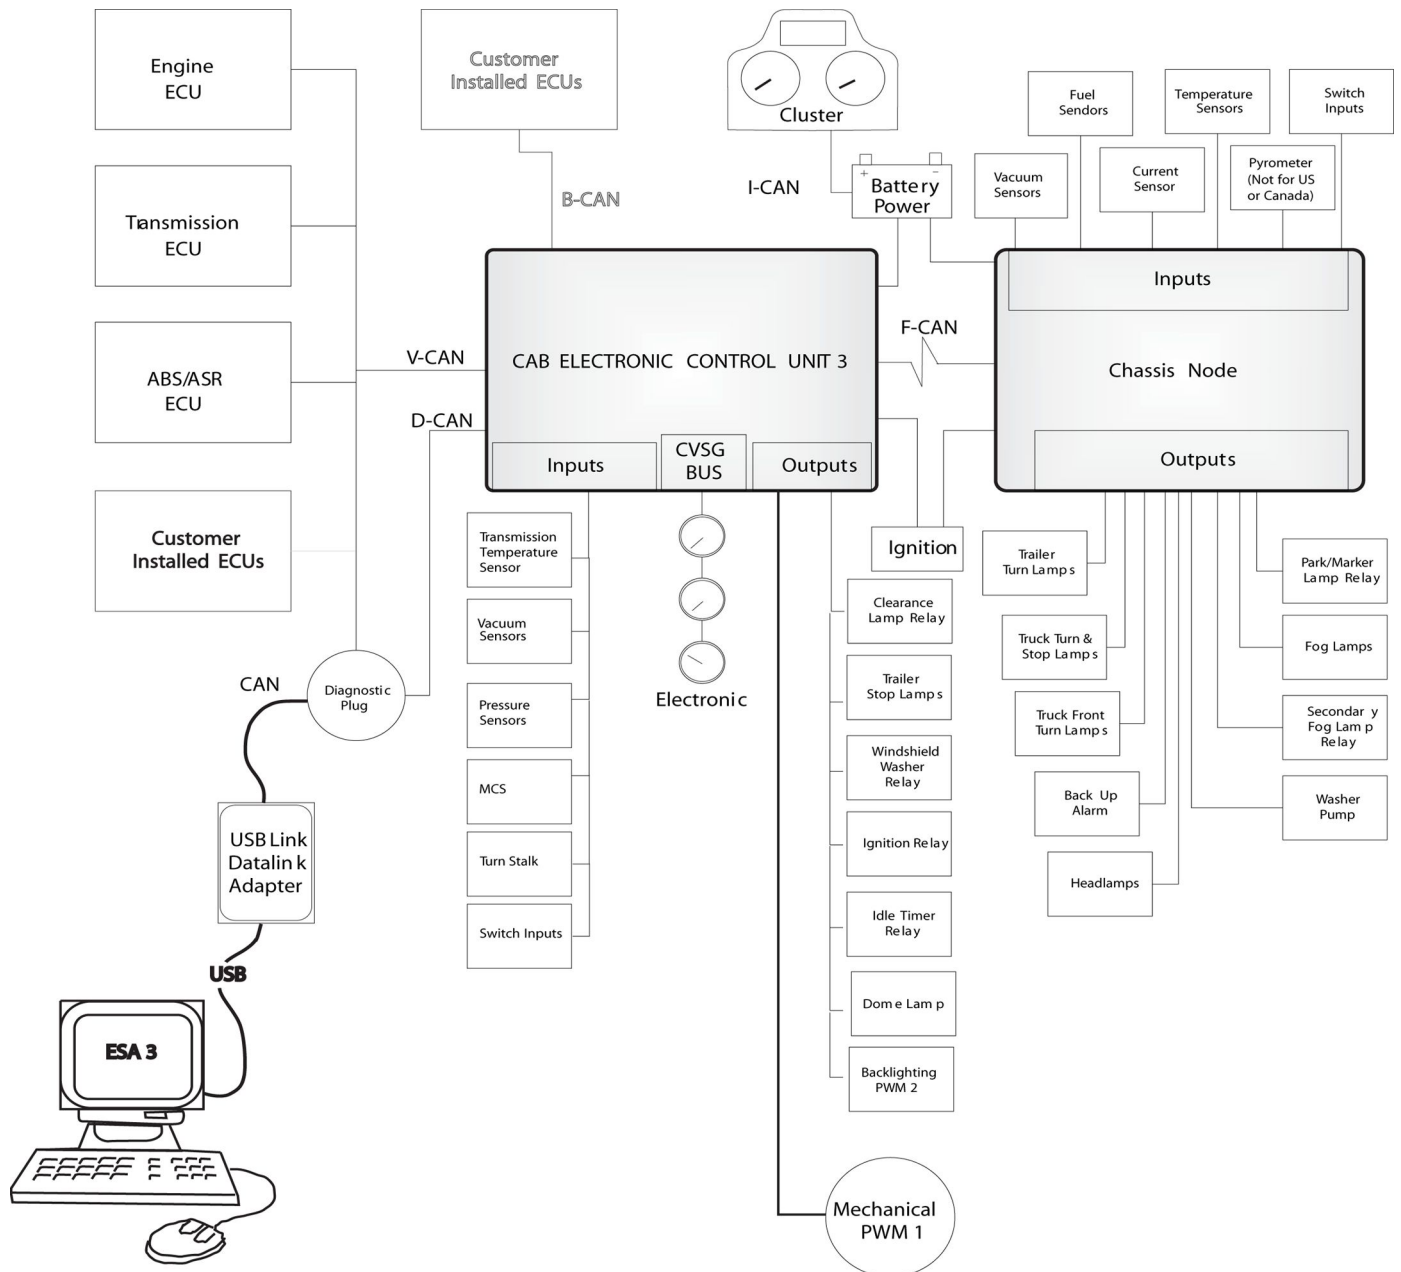 Engine
ECU
Customer
Installed ECUs
Cluster
Fuel
Sendors
Temperature
Sensors
Switch
Inputs
Vacuum
Sensors
Current
Sensor
Pyrometer
(Not for US
or Canada)
Transmission
ECU
B-CAN
I-CAN
+
-
Battery
Power
Inputs
ABS/ASR
ECU
V-CAN
D-CAN
CAB ELECTRONIC CONTROL UNIT 3
F-CAN
Chassis Node
Inputs
CVSG
BUS
Outputs
Outputs
Customer
Installed ECUs
Ignition
Transmission
Temperature
Sensor
Vacuum
Sensors
Pressure
Sensors
MCS
Turn Stalk
Switch Inputs
Electronic
Clearance
Lamp Relay
Trailer
Stop Lamps
Windshield
Washer
Relay
Ignition Relay
Idle Timer
Relay
Dome Lamp
Backlighting
PWM 2
Mechanical
PWM 1
Trailer
Turn Lamps
Truck Turn &
Stop Lamps
Truck Front
Turn Lamps
Back Up
Alarm
Headlamps
Park/Marker
Lamp Relay
Fog Lamps
Secondary
Fog Lamp
Relay
Washer
Pump
CAN
Diagnostic
Plug
USB Link
Datalink
Adapter
USB
ESA 3